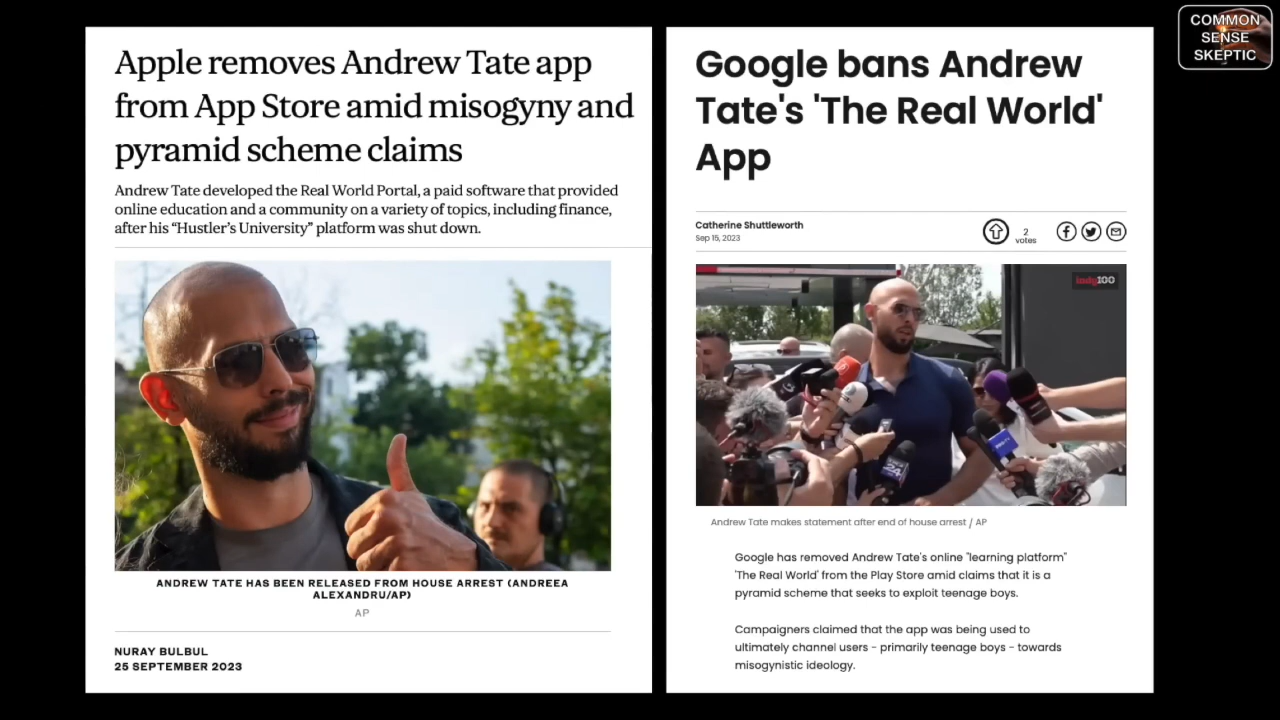 COMMON
SENSE
SKEPTIC
Apple removes Andrew Tate app
from App Store amid misogyny and
pyramid scheme claims
Andrew Tate developed the Real World Portal, a paid software that provided
online education and a community on a variety of topics, including finance,
after his “Hustler’s University” platform was shut down.
ANDREW TATE HAS BEEN RELEASED FROM HOUSE ARREST (ANDREEA
ALEXANDRU/AP)
AP
NURAY BULBUL
25 SEPTEMBER 2023
Google bans Andrew
Tate's 'The Real World'
App
Catherine Shuttleworth
Sep 15, 2023
2
votes
indy100
24
Andrew Tate makes statement after end of house arrest / AP
Google has removed Andrew Tate's online "learning platform"
'The Real World' from the Play Store amid claims that it is a
pyramid scheme that seeks to exploit teenage boys.
Campaigners claimed that the app was being used to
ultimately channel users - primarily teenage boys - towards
misogynistic ideology.